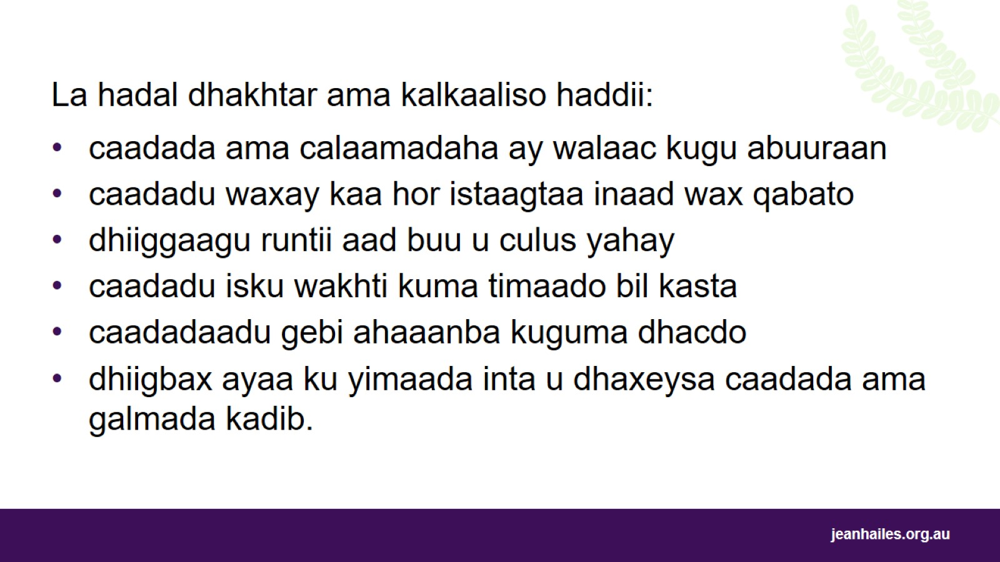 La hadal dhakhtar ama kalkaaliso haddii:
• caadada ama calaamadaha ay walaac kugu abuuraan
• caadadu waxay kaa hor istaagtaa inaad wax qabato
• dhiiggaagu runtii aad buu u culus yahay
• caadadu isku wakhti kuma timaado bil kasta
• caadadaadu gebi ahaaanba kuguma dhacdo
• dhiigbax ayaa ku yimaada inta u dhaxeysa caadada ama
galmada kadib.
jeanhailes.org.au